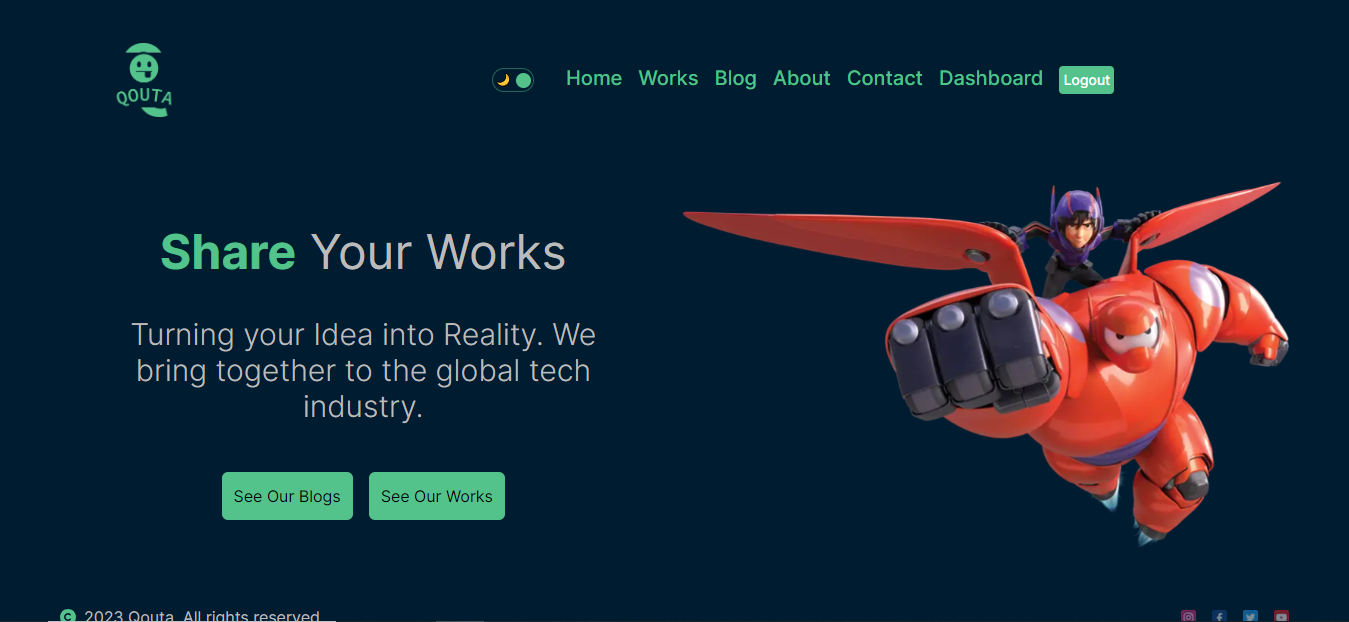 QOUTA
Home Works Blog About Contact Dashboard Logout
Share Your Works
Turning your Idea into Reality. We
bring together to the global tech
industry.
See Our Blogs See Our Works
2023 Qouta. All rights reserved.